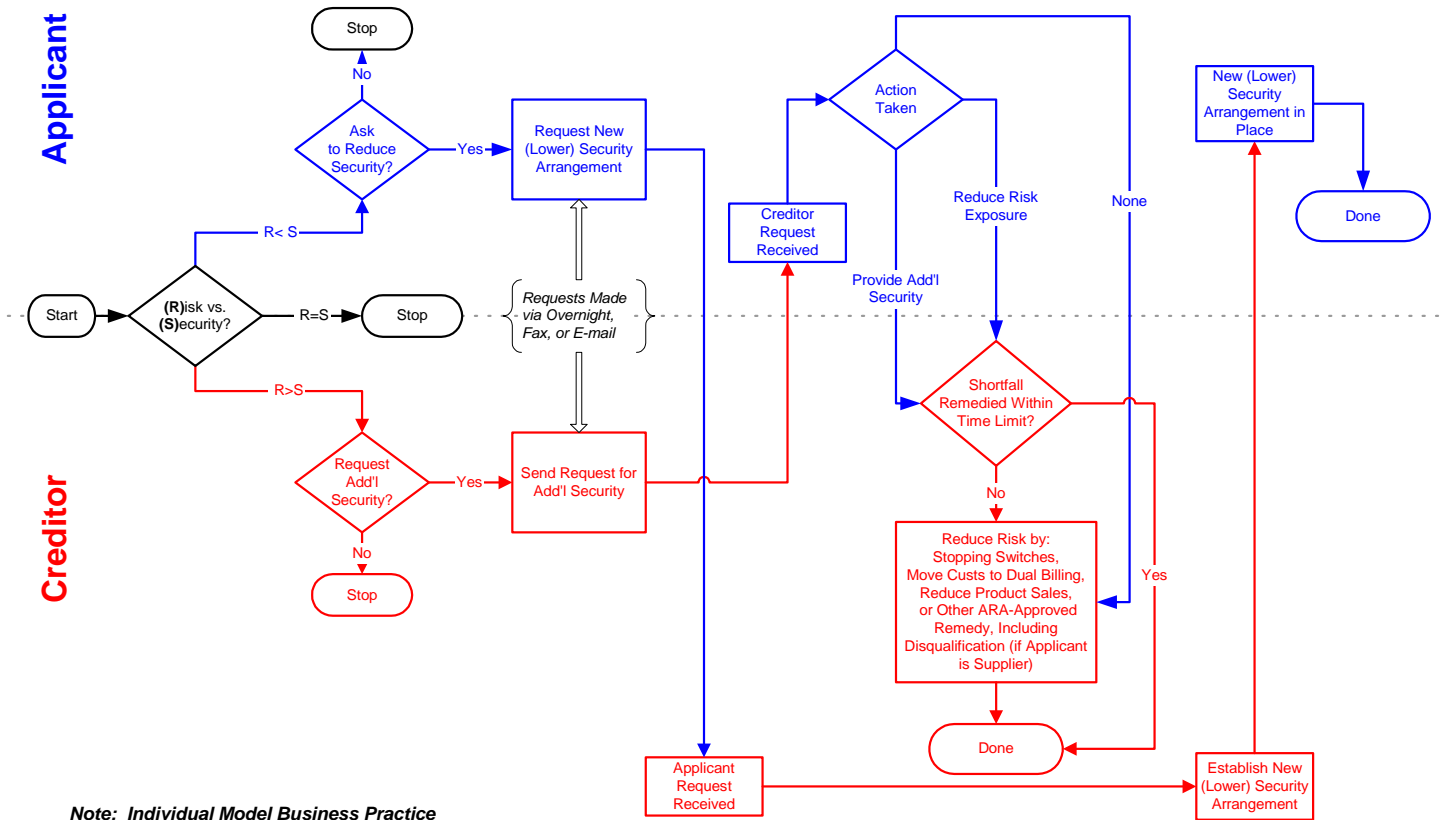 Applicant
Stop
No
Ask
to Reduce
Security?
Yes
Request New
(Lower) Security
Arrangement
Action
Taken
New (Lower)
Security
Arrangement in
Place
Creditor
Request
Received
Reduce Risk
Exposure
None
Done
R< S
Provide Add'l
Security
Start
(R)isk vs.
(S)ecurity?
R=S
Stop
Requests Made
via Overnight,
Fax, or E-mail
R>S
Shortfall
Remedied Within
Time Limit?
Creditor
Request
Add'l
Security?
Yes
Send Request for
Add'l Security
No
No
Stop
Reduce Risk by:
Stopping Switches,
Move Custs to Dual Billing,
Reduce Product Sales,
or Other ARA-Approved
Remedy, Including
Disqualification (if Applicant
is Supplier)
Yes
Done
Applicant
Request
Received
Establish New
(Lower) Security
Arrangement
Note: Individual Model Business Practice